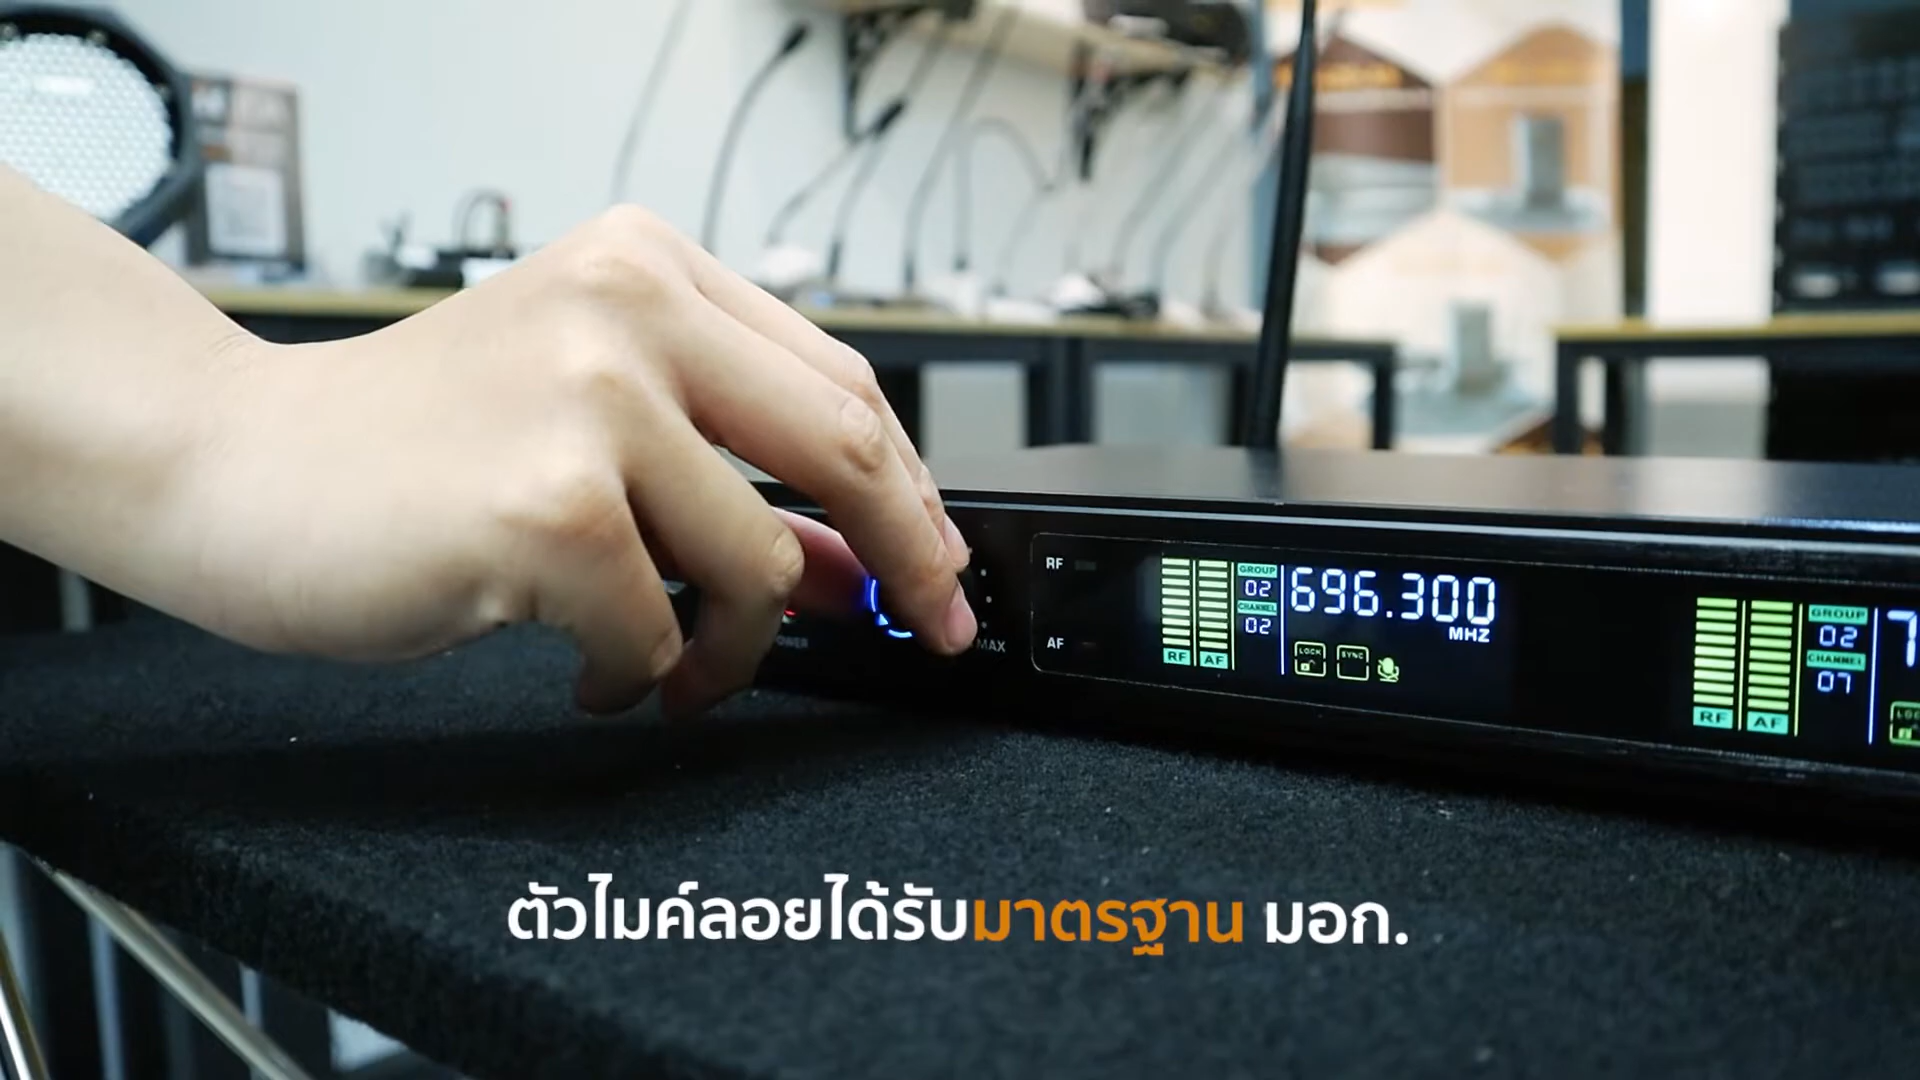 RF
AF
MAX
RF AF
GROUP
02
CHANNEL
02
696.300
MHZ
LOCK
SYNC
RF AF
GROUP
02
CHANNEL
07
7
ตัวไมค์ลอยได้รับมาตรฐาน มอก.